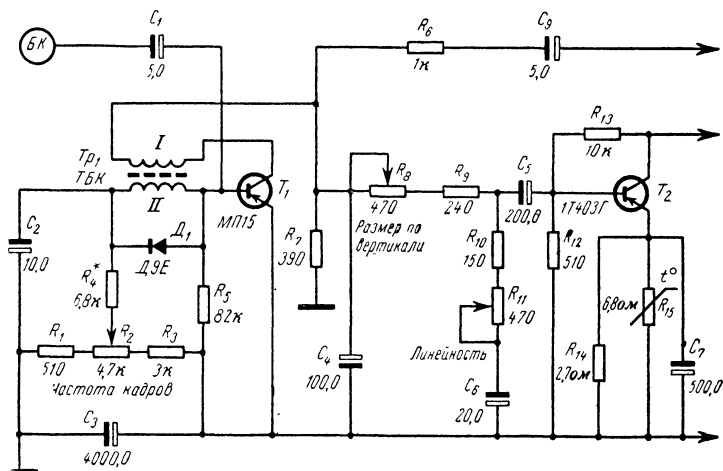 C1
5,0
БК
R6
1к
C9
5,0
Тр1
ТБК
I
II
T1
МП15
C2
10,0
Д1
Д9Е
R4*
6,8к
R5
82к
R1
510
R2
4,7к
R3
3к
Частота кадров
C3
4000,0
R7
390
C4
100,0
R8
470
Размер по
вертикали
R9
240
C5
200,0
R10
150
R11
470
Линейность
C6
20,0
R13
10к
T2
1Т403Г
R12
510
6,8ом
R15
t°
R14
2,7ом
C7
500,0